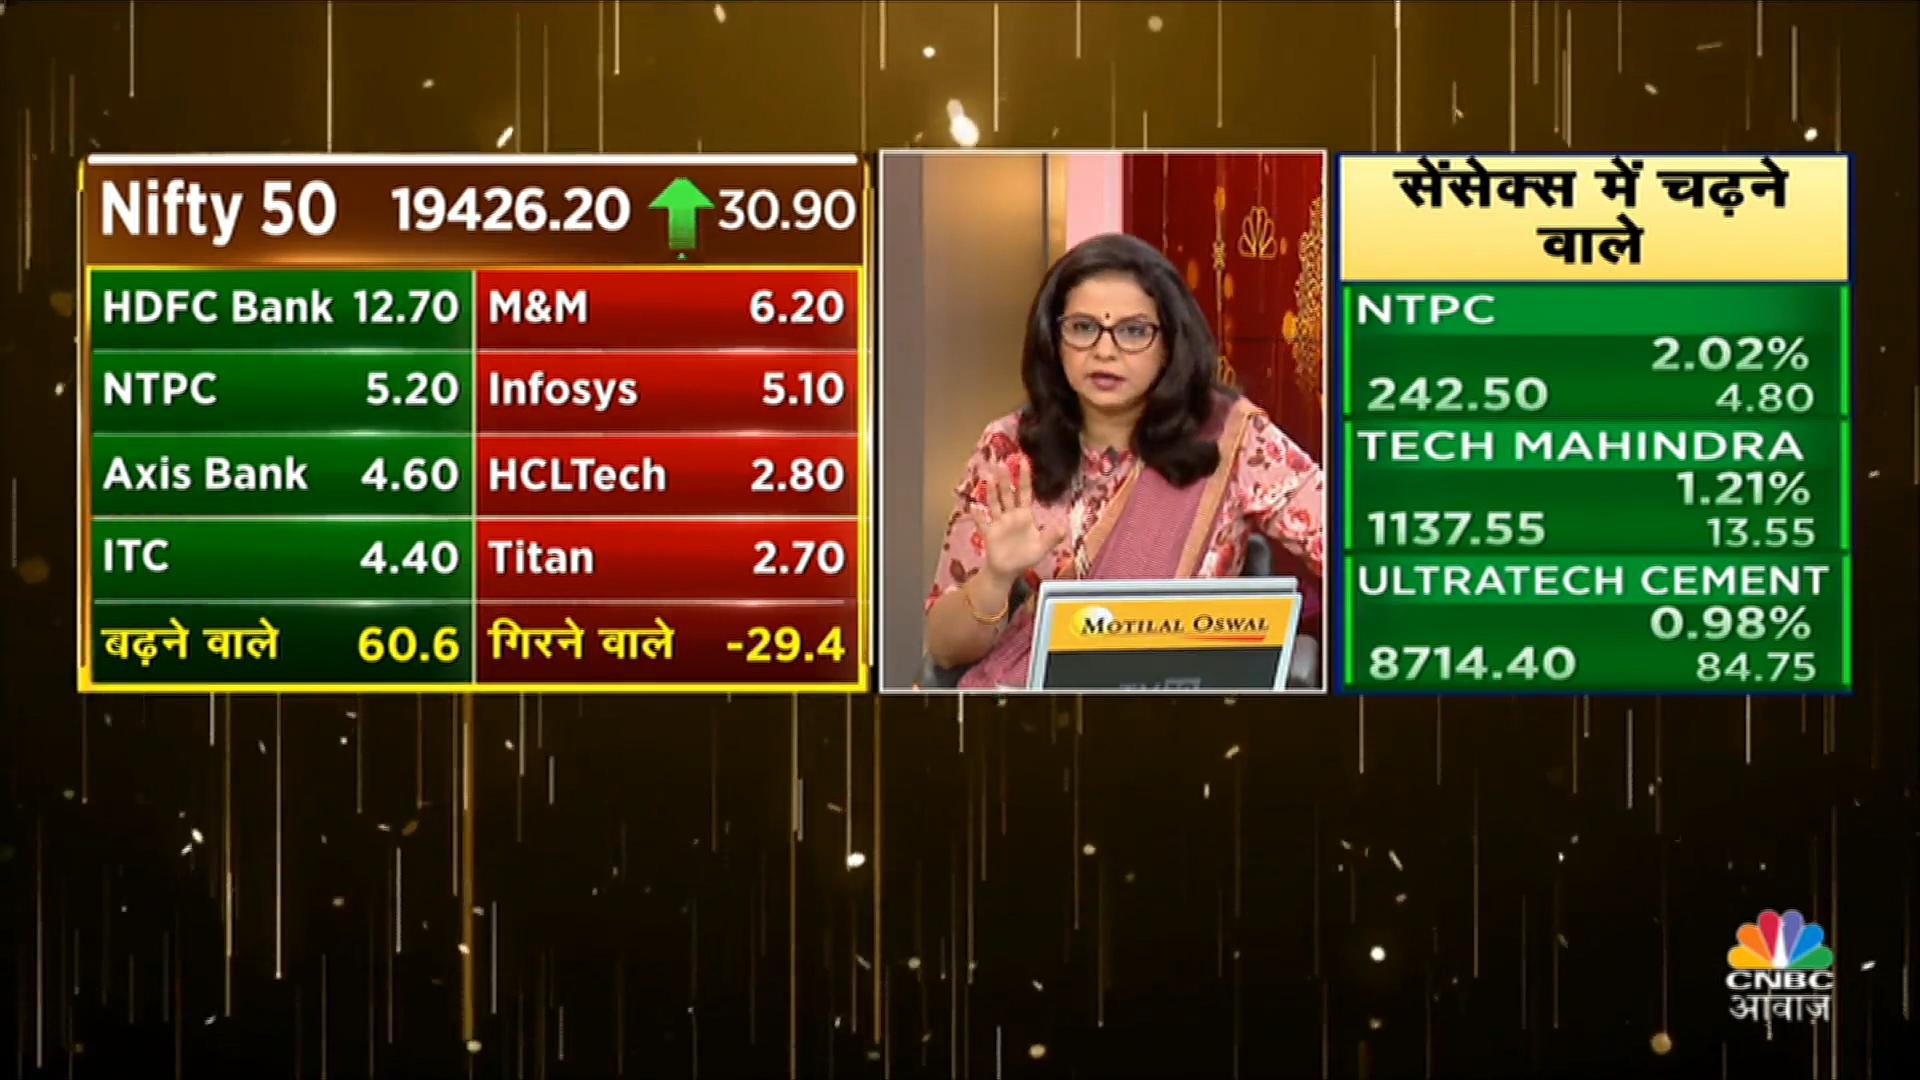 Nifty 50 19426.20 30.90
HDFC Bank 12.70 M&M 6.20
NTPC 5.20 Infosys 5.10
Axis Bank 4.60 HCLTech 2.80
ITC 4.40 Titan 2.70
बढ़ने वाले 60.6 गिरने वाले -29.4
MOTILAL OSWAL
सेंसेक्स में चढ़ने
वाले
NTPC
2.02%
242.50 4.80
TECH MAHINDRA
1.21%
1137.55 13.55
ULTRATECH CEMENT
0.98%
8714.40 84.75
CNBC
आवाज़